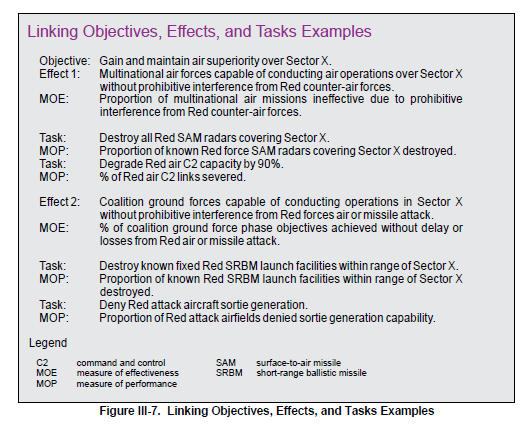 Linking Objectives, Effects, and Tasks Examples
Objective: Gain and maintain air superiority over Sector X.
Effect 1: Multinational air forces capable of conducting air operations over Sector X
without prohibitive interference from Red counter-air forces.
MOE: Proportion of multinational air missions ineffective due to prohibitive
interference from Red counter-air forces.
Task: Destroy all Red SAM radars covering Sector X.
MOP: Proportion of known Red force SAM radars covering Sector X destroyed.
Task: Degrade Red air C2 capacity by 90%.
MOP: % of Red air C2 links severed.
Effect 2: Coalition ground forces capable of conducting operations in Sector X
without prohibitive interference from Red forces air or missile attack.
MOE: % of coalition ground force phase objectives achieved without delay or
losses from Red air or missile attack.
Task: Destroy known fixed Red SRBM launch facilities within range of Sector X.
MOP: Proportion of known Red SRBM launch facilities within range of Sector X
destroyed.
Task: Deny Red attack aircraft sortie generation.
MOP: Proportion of Red attack airfields denied sortie generation capability.
Legend
C2 command and control SAM surface-to-air missile
MOE measure of effectiveness SRBM short-range ballistic missile
MOP measure of performance
Figure III-7. Linking Objectives, Effects, and Tasks Examples